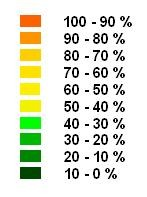 100 - 90 %
90 - 80 %
80 - 70 %
70 - 60 %
60 - 50 %
50 - 40 %
40 - 30 %
30 - 20 %
20 - 10 %
10 - 0 %